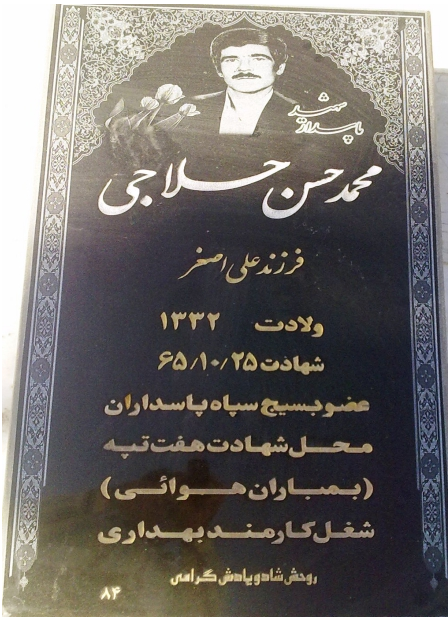 شهید
پاسدار
محمد حسن حلاجی
فرزند علی اصغر
ولادت ۱۳۳۲
شهادت ۶۵/۱۰/۲۵
عضو بسیج سپاه پاسداران
محل شهادت هفت تپه
(بمباران هوائی)
شغل کارمند بهداری
روحش شاد و یادش گرامی
۸۴